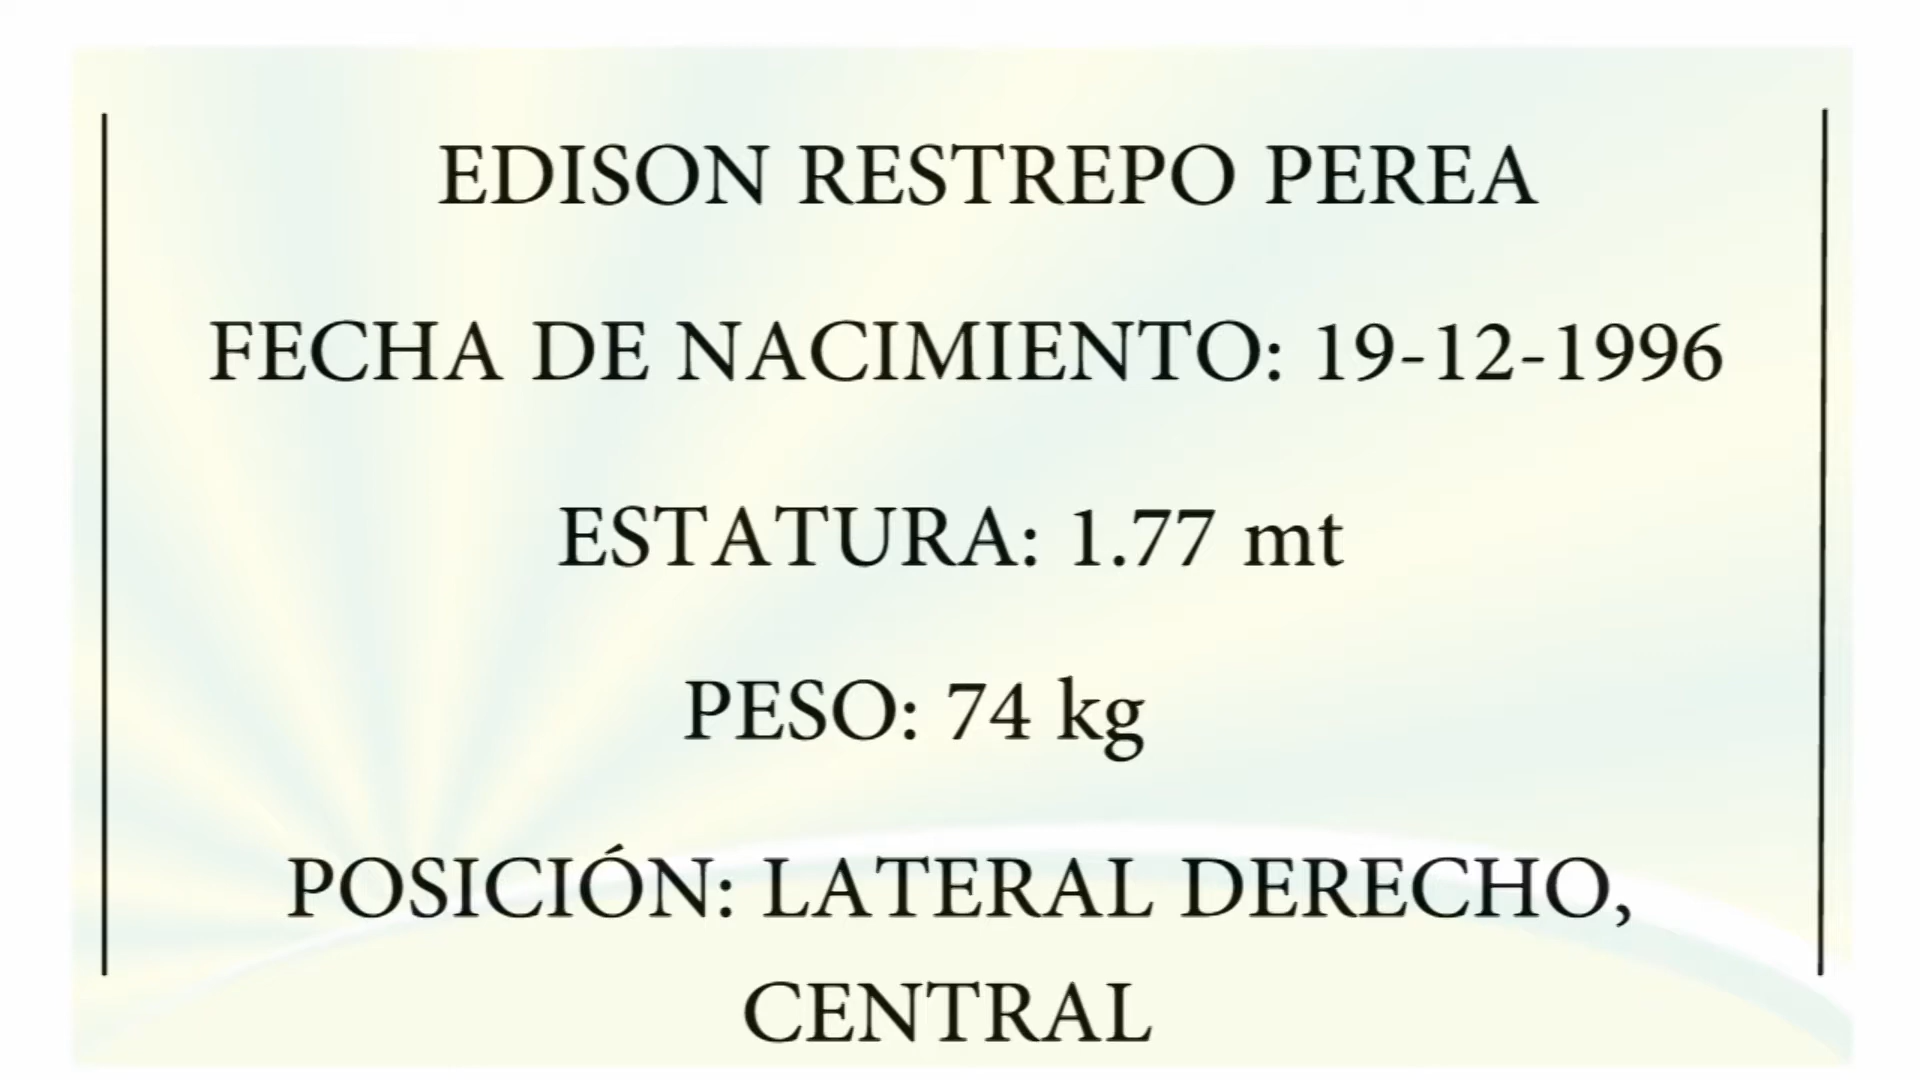 EDISON RESTREPO PEREA
FECHA DE NACIMIENTO: 19-12-1996
ESTATURA: 1.77 mt
PESO: 74 kg
POSICIÓN: LATERAL DERECHO,
CENTRAL